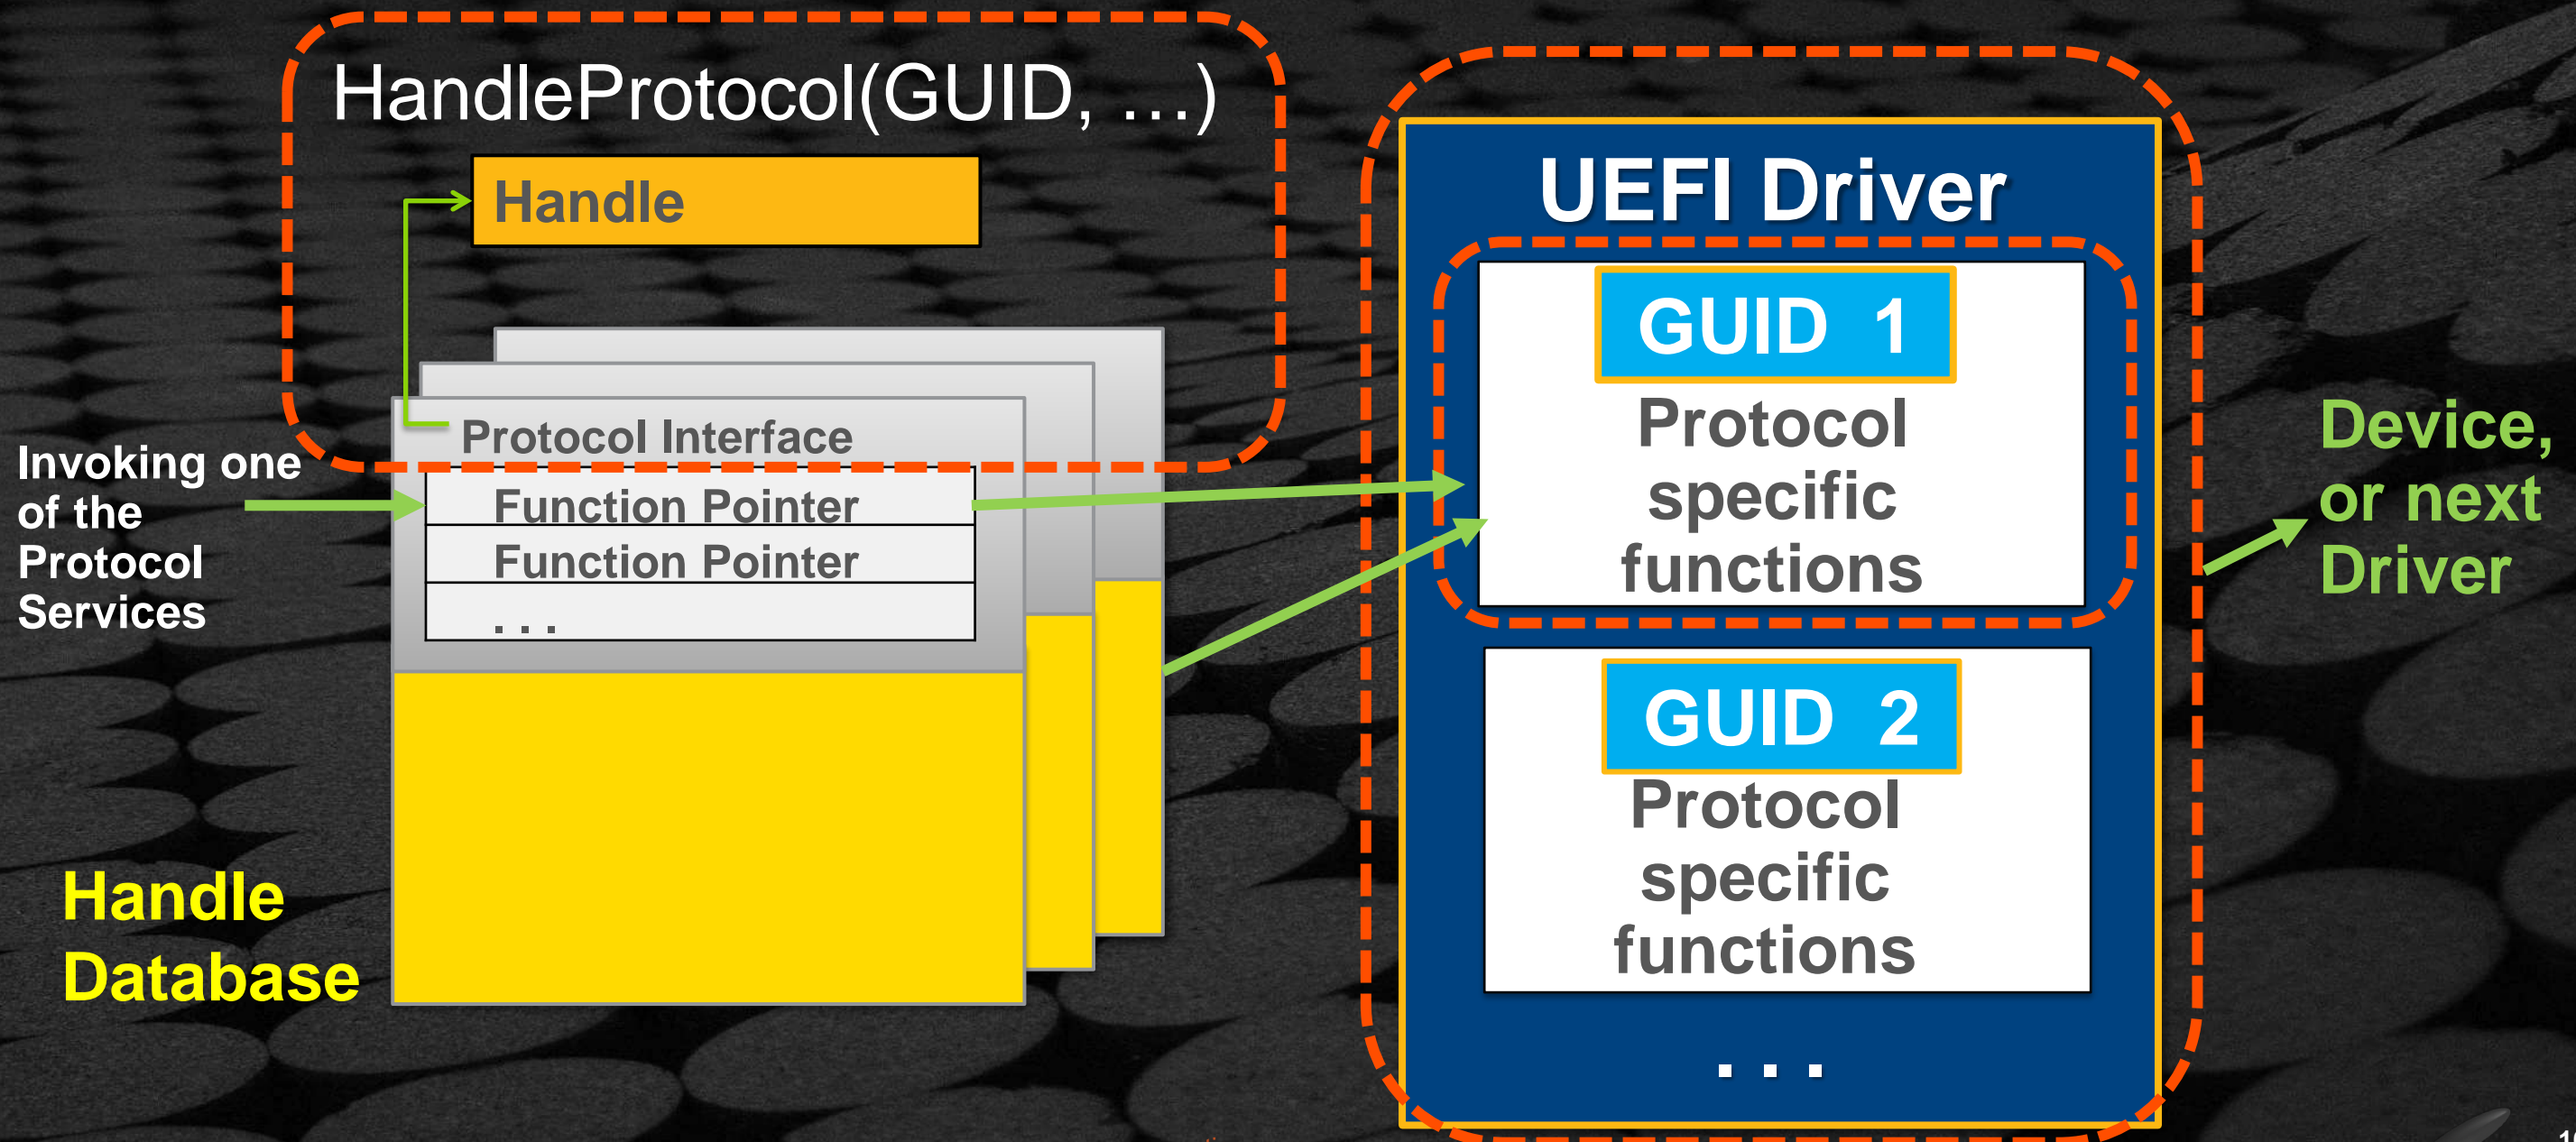 HandleProtocol(GUID, …)
Handle
Protocol Interface
Function Pointer
Function Pointer
. . .
Invoking one
of the
Protocol
Services
Handle
Database
UEFI Driver
GUID 1
Protocol
specific
functions
GUID 2
Protocol
specific
functions
. . .
Device,
or next
Driver